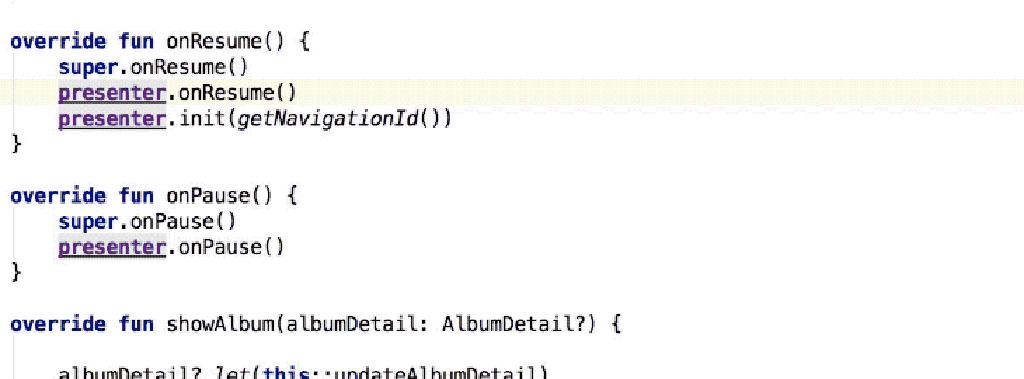 override fun onResume() {
    super.onResume()
    presenter.onResume()
    presenter.init(getNavigationId())
}
override fun onPause() {
    super.onPause()
    presenter.onPause()
}
override fun showAlbum(albumDetail: AlbumDetail?) {
    albumDetail?.let(this::updateAlbumDetail)